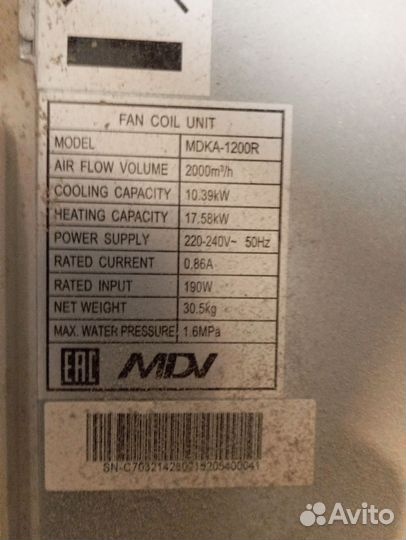 FAN COIL UNIT
MODEL MDKA-1200R
AIR FLOW VOLUME 2000m³/h
COOLING CAPACITY 10.39kW
HEATING CAPACITY 17.58kW
POWER SUPPLY 220-240V~ 50Hz
RATED CURRENT 0.86A
RATED INPUT 190W
NET WEIGHT 30.5kg
MAX. WATER PRESSURE 1.6MPa
EAC MDV
Avito